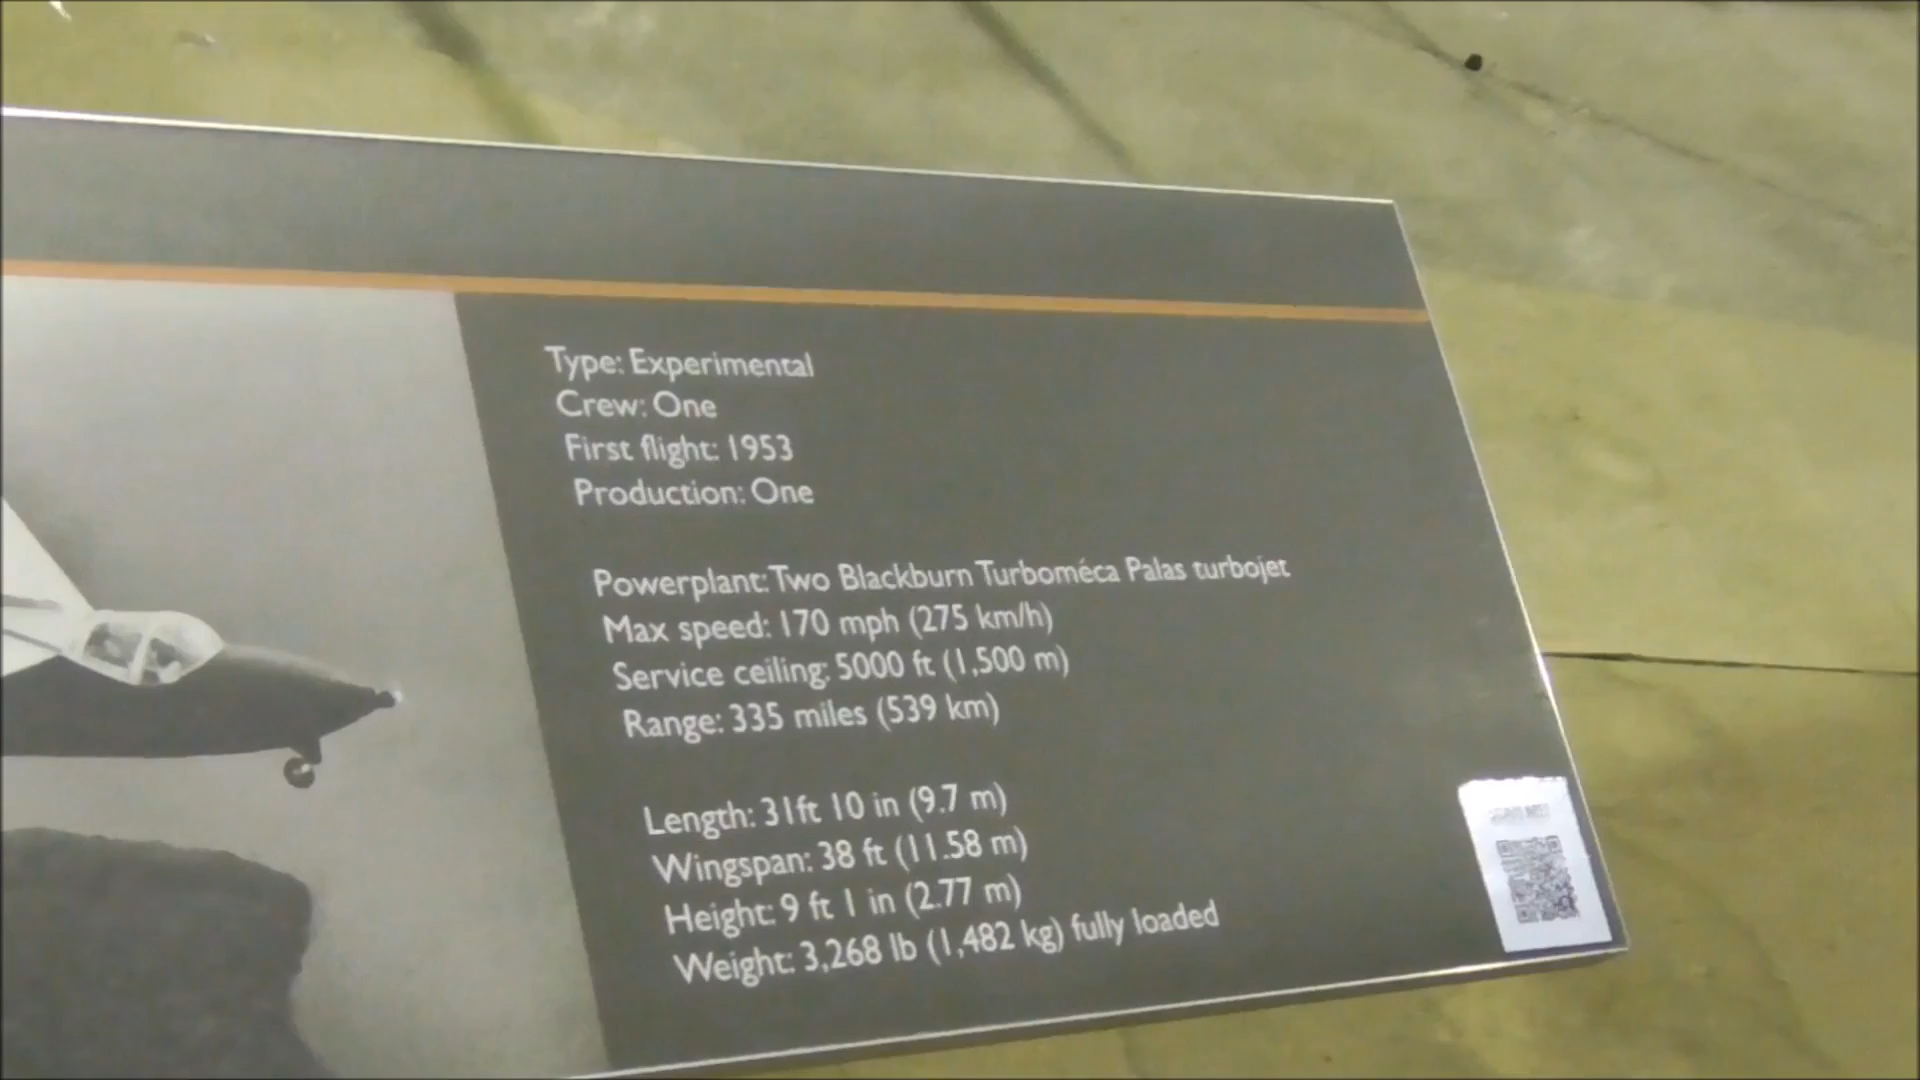 Type: Experimental
Crew: One
First flight: 1953
Production: One
Powerplant: Two Blackburn Turboméca Palas turbojet
Max speed: 170 mph (275 km/h)
Service ceiling: 5000 ft (1,500 m)
Range: 335 miles (539 km)
Length: 31ft 10 in (9.7 m)
Wingspan: 38 ft (11.58 m)
Height: 9 ft 1 in (2.77 m)
Weight: 3,268 lb (1,482 kg) fully loaded